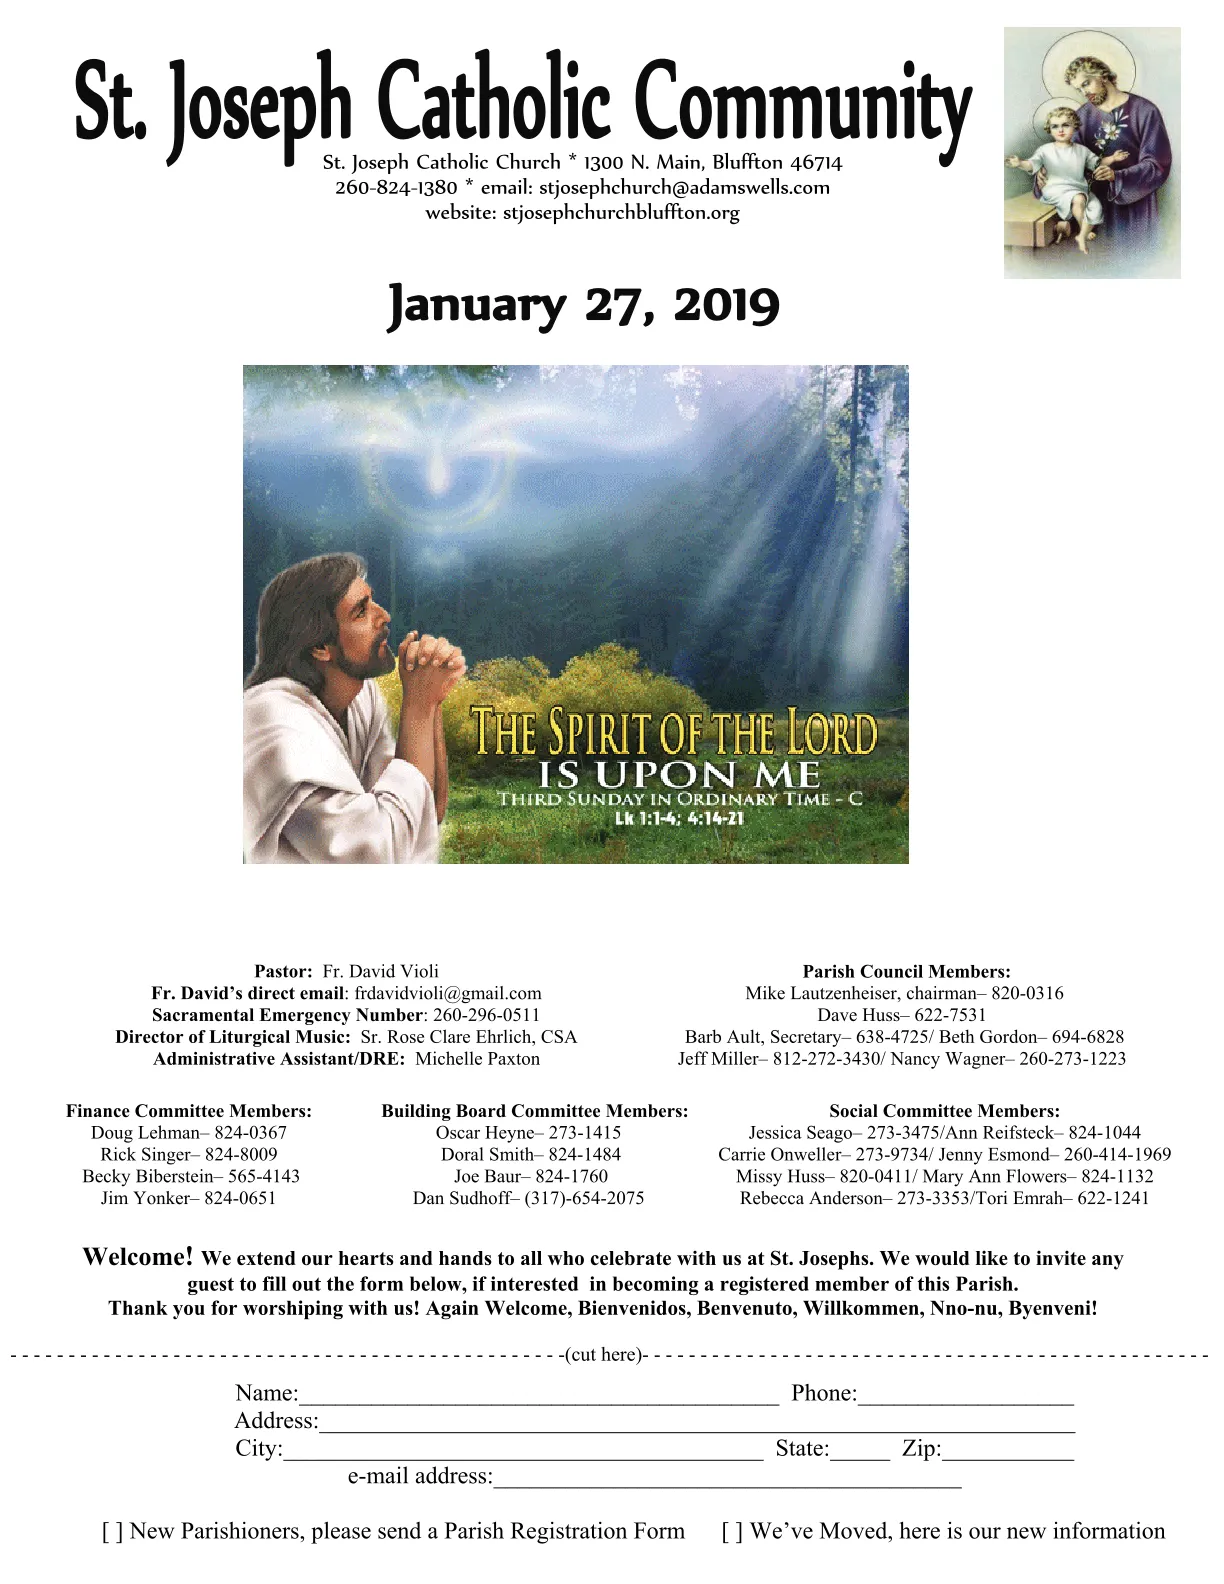 St. Joseph Catholic Community
St. Joseph Catholic Church * 1300 N. Main, Bluffton 46714
260-824-1380 * email: stjosephchurch@adamswells.com
website: stjosephchurchbluffton.org
January 27, 2019
THE SPIRIT OF THE LORD
IS UPON ME
THIRD SUNDAY IN ORDINARY TIME - C
Lk 1:1-4; 4:14-21
Pastor: Fr. David Violi
Fr. David's direct email: frdavidvioli@gmail.com
Sacramental Emergency Number: 260-296-0511
Director of Liturgical Music: Sr. Rose Clare Ehrlich, CSA
Administrative Assistant/DRE: Michelle Paxton
Parish Council Members:
Mike Lautzenheiser, chairman– 820-0316
Dave Huss– 622-7531
Barb Ault, Secretary– 638-4725/ Beth Gordon– 694-6828
Jeff Miller– 812-272-3430/ Nancy Wagner– 260-273-1223
Finance Committee Members:
Doug Lehman– 824-0367
Rick Singer– 824-8009
Becky Biberstein– 565-4143
Jim Yonker– 824-0651
Building Board Committee Members:
Oscar Heyne– 273-1415
Doral Smith– 824-1484
Joe Baur– 824-1760
Dan Sudhoff– (317)-654-2075
Social Committee Members:
Jessica Seago– 273-3475/Ann Reifsteck– 824-1044
Carrie Onweller– 273-9734/ Jenny Esmond– 260-414-1969
Missy Huss– 820-0411/ Mary Ann Flowers– 824-1132
Rebecca Anderson– 273-3353/Tori Emrah– 622-1241
Welcome! We extend our hearts and hands to all who celebrate with us at St. Josephs. We would like to invite any
guest to fill out the form below, if interested in becoming a registered member of this Parish.
Thank you for worshiping with us! Again Welcome, Bienvenidos, Benvenuto, Willkommen, Nno-nu, Byenveni!
- - - - - - - - - - - - - - - - - - - - - - - - - - - - - - - - - - - - - - - - - - - - - - - -(cut here)- - - - - - - - - - - - - - - - - - - - - - - - - - - - - - - - - - - - - - - - - - - - - - - - -
Name:________________________________________ Phone:__________________
Address:_______________________________________________________________
City:________________________________________ State:_____ Zip:___________
e-mail address:_______________________________________
[ ] New Parishioners, please send a Parish Registration Form [ ] We've Moved, here is our new information